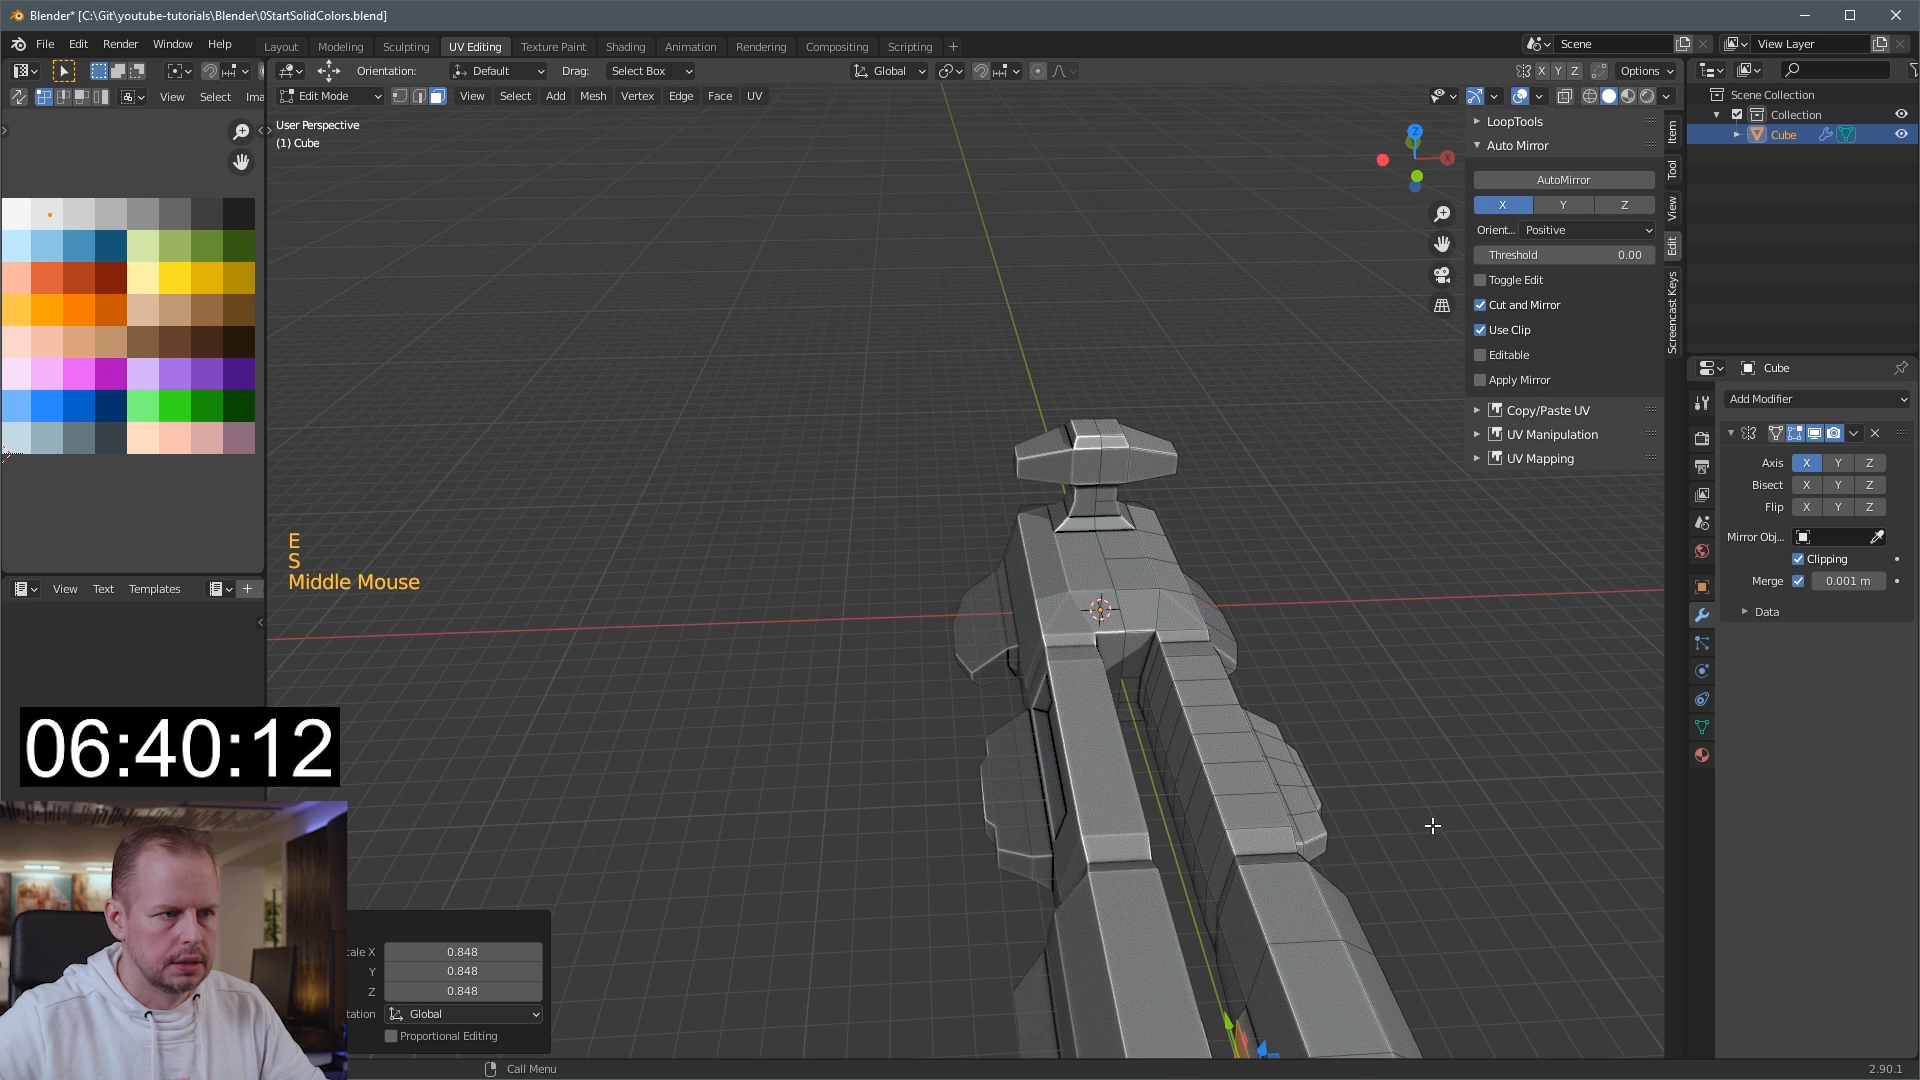 Blender* [C:\Git\youtube-tutorials\Blender\0StartSolidColors.blend]
File Edit Render Window Help
Layout Modeling Sculpting UV Editing Texture Paint Shading Animation Rendering Compositing Scripting +
Scene
View Layer
Orientation: Default Drag: Select Box
Global
X Y Z Options
View Select Ima
Edit Mode
View Select Add Mesh Vertex Edge Face UV
User Perspective
(1) Cube
Z
X
E
S
Middle Mouse
View Text Templates
06:40:12
LoopTools
Auto Mirror
AutoMirror
X Y Z
Orient... Positive
Threshold 0.00
Toggle Edit
Cut and Mirror
Use Clip
Editable
Apply Mirror
Copy/Paste UV
UV Manipulation
UV Mapping
Item
Tool
View
Edit
Screencast Keys
Scene Collection
Collection
Cube
Cube
Add Modifier
Axis X Y Z
Bisect X Y Z
Flip X Y Z
Mirror Obj...
Clipping
Merge 0.001 m
Data
cale X 0.848
Y 0.848
Z 0.848
tation Global
Proportional Editing
Call Menu
2.90.1